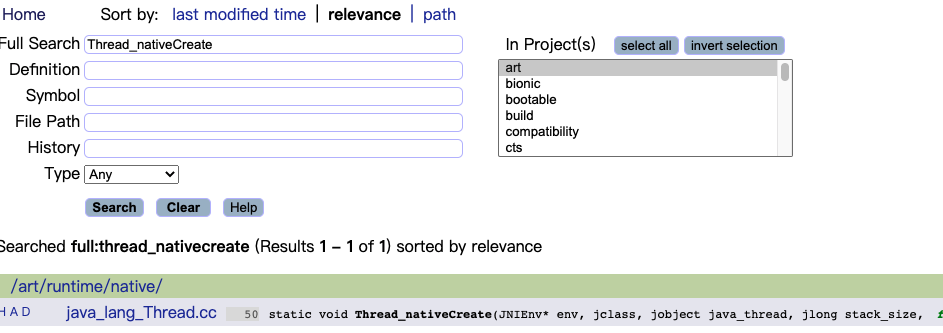 Home Sort by: last modified time | relevance | path
Full Search Thread_nativeCreate In Project(s) select all invert selection
Definition art
bionic
Symbol bootable
File Path build
compatibility
History cts
Type Any
Search Clear Help
Searched full:thread_nativecreate (Results 1 – 1 of 1) sorted by relevance
/art/runtime/native/
H A D java_lang_Thread.cc 50 static void Thread_nativeCreate(JNIEnv* env, jclass, jobject java_thread, jlong stack_size,